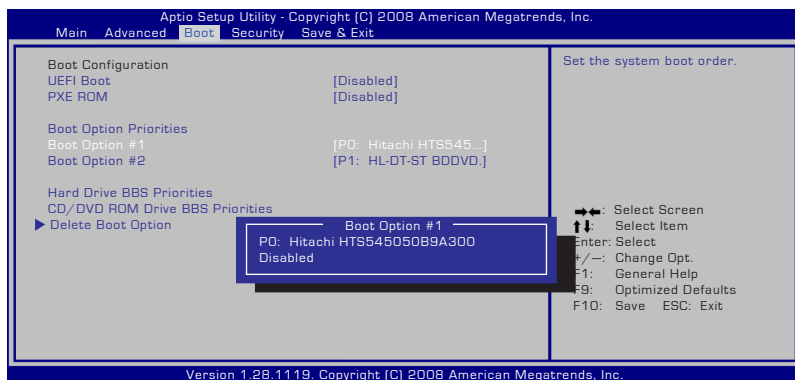 Aptio Setup Utility - Copyright (C) 2008 American Megatrends, Inc.
Main Advanced Boot Security Save & Exit
Boot Configuration
UEFI Boot [Disabled]
PXE ROM [Disabled]
Boot Option Priorities
Boot Option #1 [P0: Hitachi HTS545...]
Boot Option #2 [P1: HL-DT-ST BDDVD.]
Hard Drive BBS Priorities
CD/DVD ROM Drive BBS Priorities
Delete Boot Option
Boot Option #1
P0: Hitachi HTS545050B9A300
Disabled
Set the system boot order.
: Select Screen
: Select Item
Enter: Select
+/—: Change Opt.
F1: General Help
F9: Optimized Defaults
F10: Save ESC: Exit
Version 1.28.1119. Copyright (C) 2008 American Megatrends, Inc.